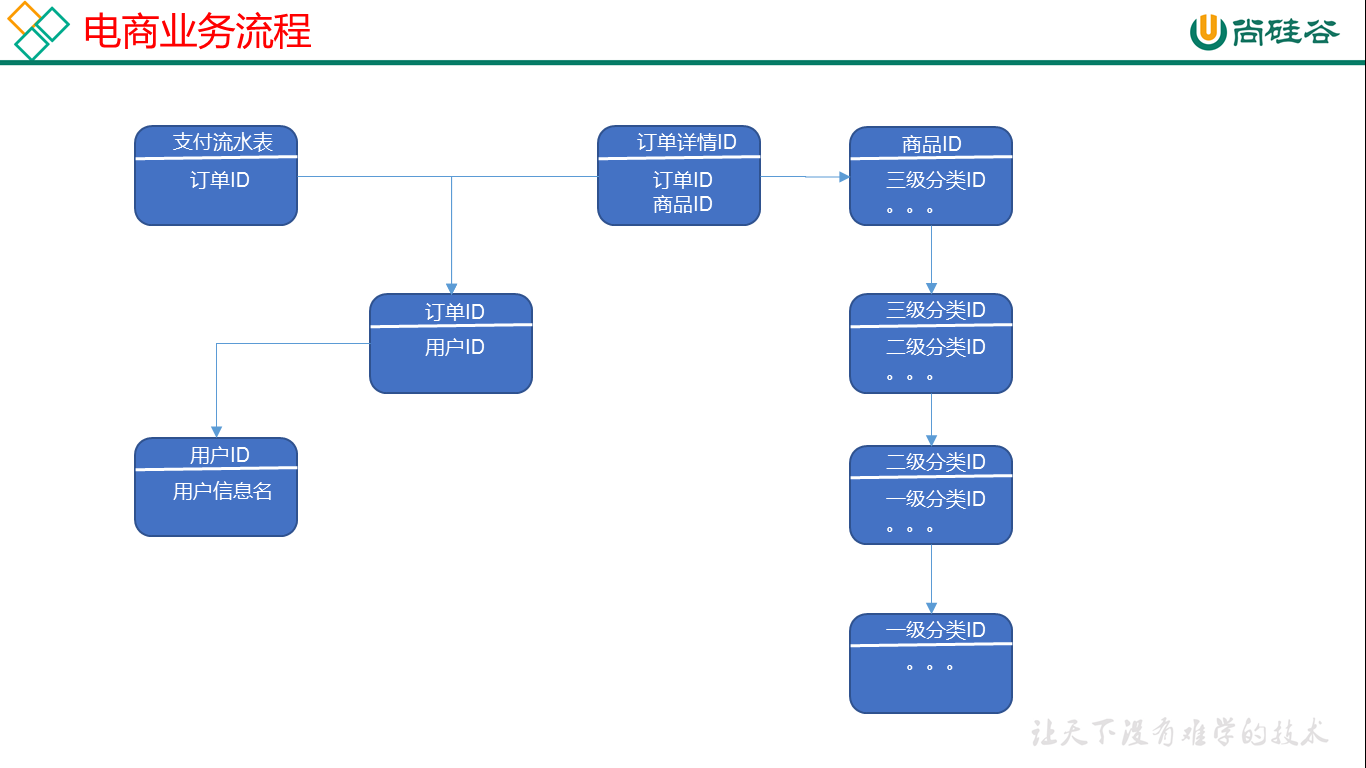 电商业务流程
尚硅谷
支付流水表
订单ID
订单详情ID
订单ID
商品ID
商品ID
三级分类ID
。。。
订单ID
用户ID
三级分类ID
二级分类ID
。。。
用户ID
用户信息名
二级分类ID
一级分类ID
。。。
一级分类ID
。。。
让天下没有难学的技术